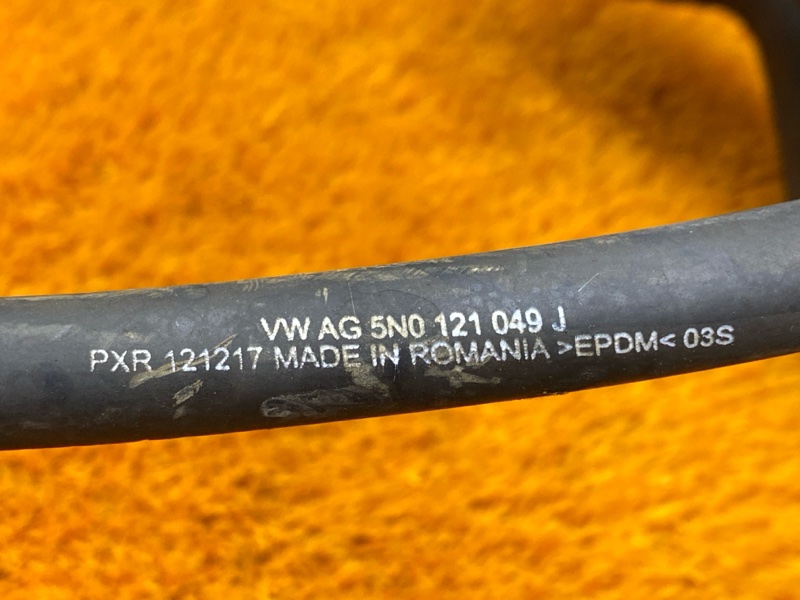 VW AG 5N0 121 049 J
PXR 121217 MADE IN ROMANIA >EPDM< 03S